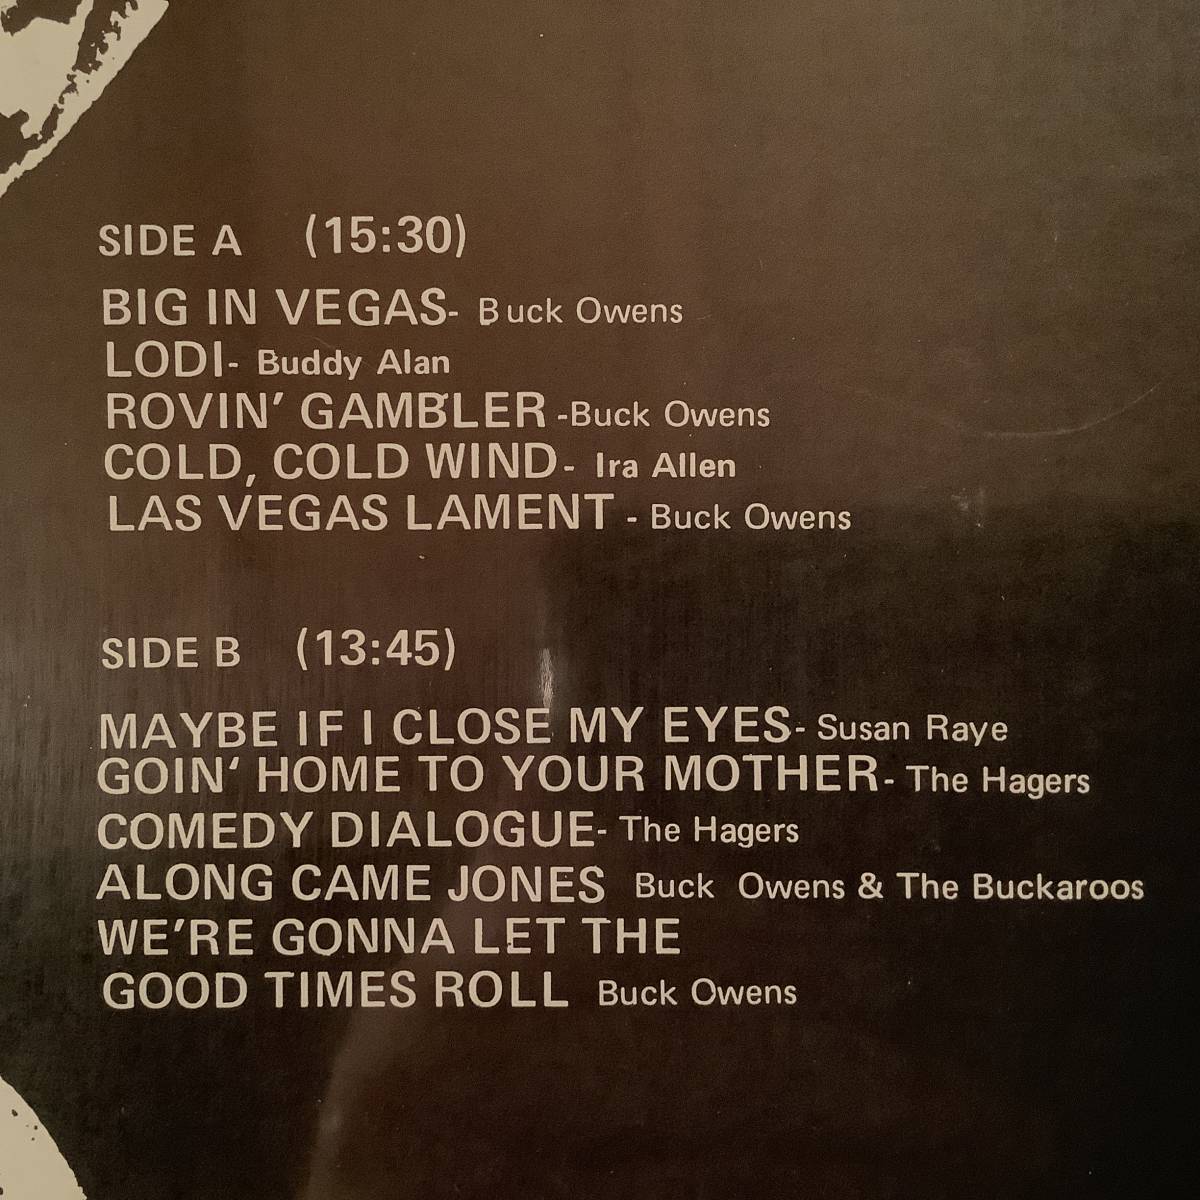 SIDE A (15:30)
BIG IN VEGAS- Buck Owens
LODI- Buddy Alan
ROVIN' GAMBLER -Buck Owens
COLD, COLD WIND- Ira Allen
LAS VEGAS LAMENT - Buck Owens
SIDE B (13:45)
MAYBE IF I CLOSE MY EYES- Susan Raye
GOIN‘ HOME TO YOUR MOTHER- The Hagers
COMEDY DIALOGUE- The Hagers
ALONG CAME JONES Buck Owens & The Buckaroos
WE'RE GONNA LET THE
GOOD TIMES ROLL Buck Owens